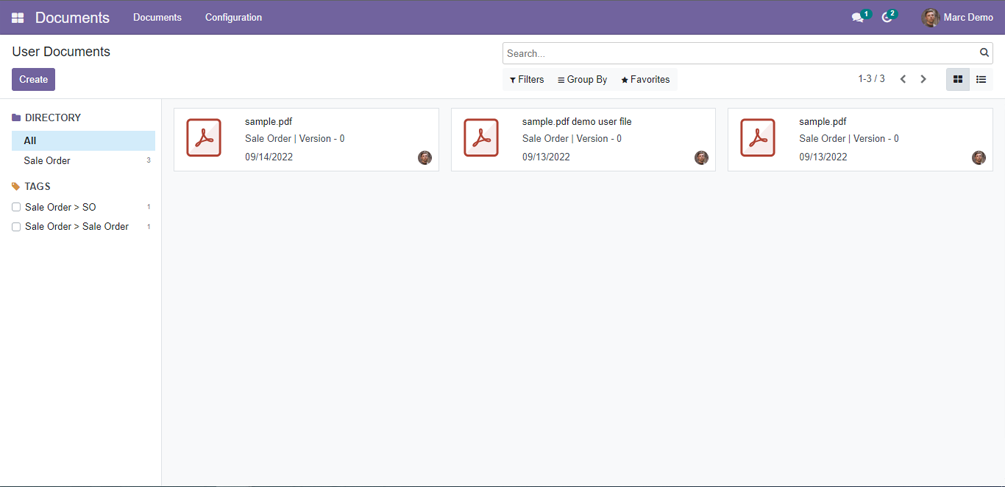 Documents Documents Configuration 1 2 Marc Demo
User Documents
Search...
Create
Filters Group By Favorites 1-3 / 3
DIRECTORY
All
Sale Order 3
TAGS
Sale Order > SO 1
Sale Order > Sale Order 1
sample.pdf
Sale Order | Version - 0
09/14/2022
sample.pdf demo user file
Sale Order | Version - 0
09/13/2022
sample.pdf
Sale Order | Version - 0
09/13/2022